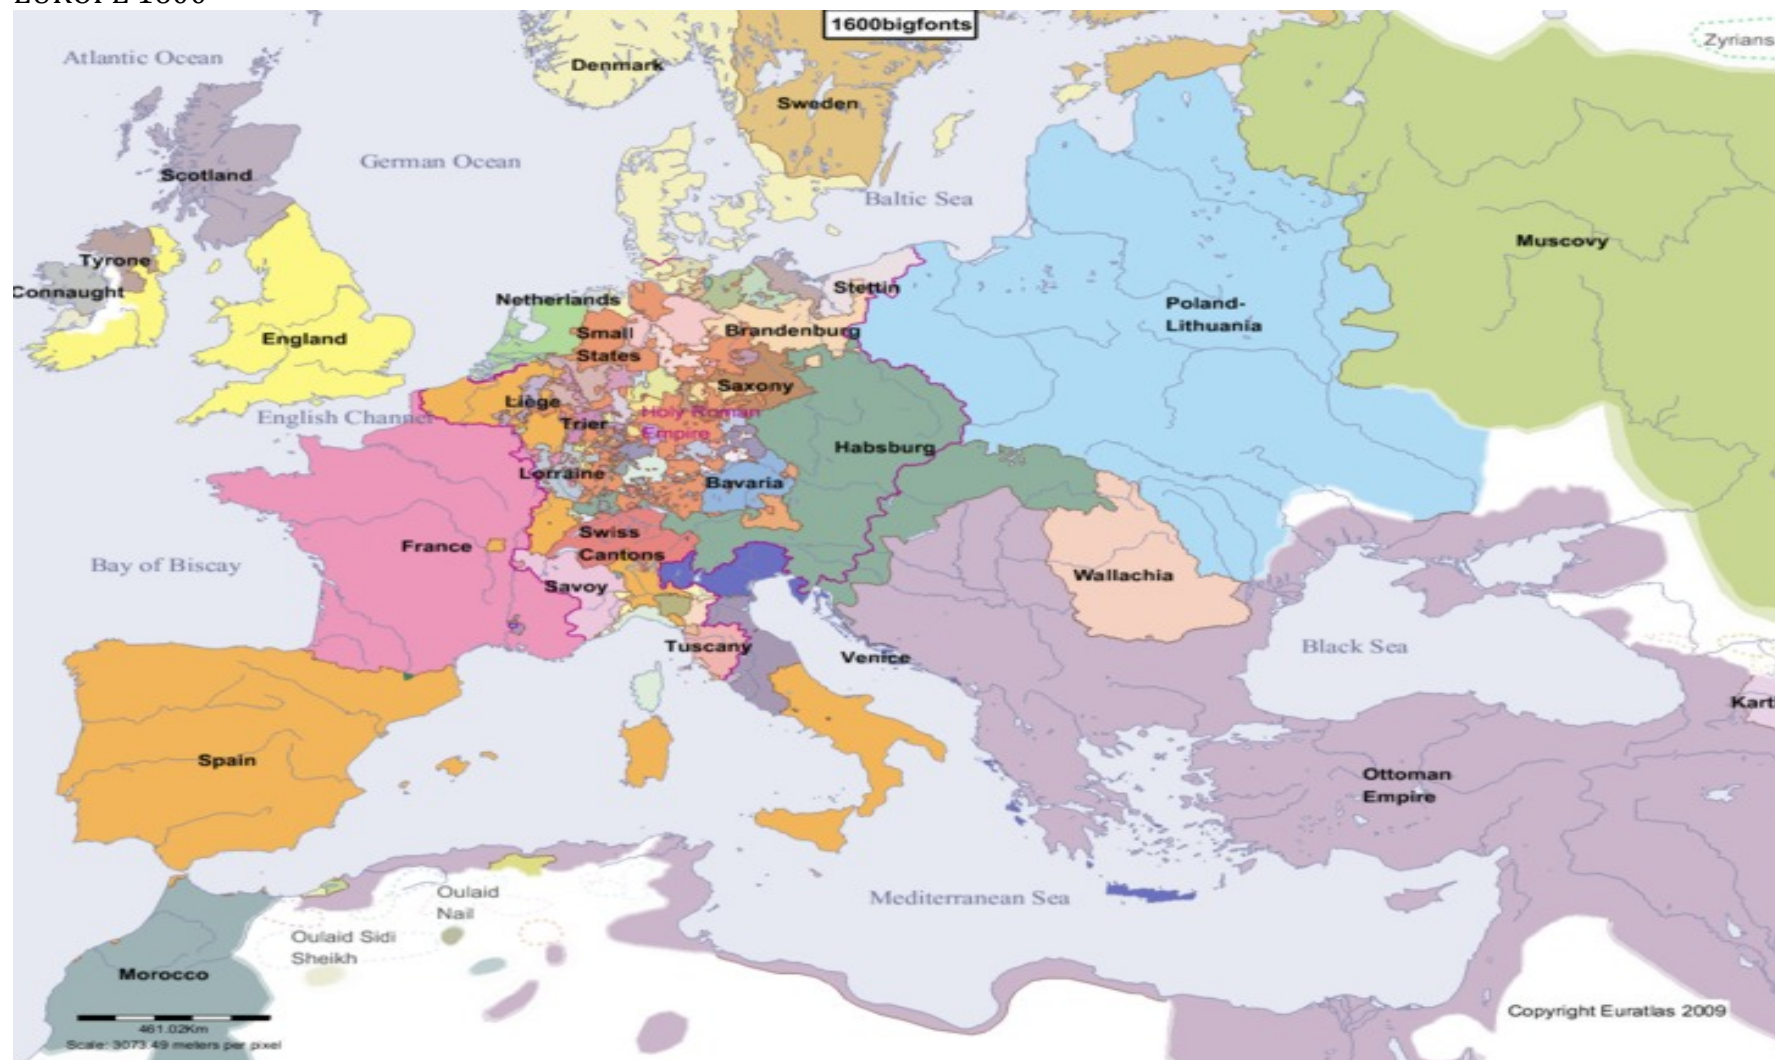 EUROPE 1600
1600bigfonts
Atlantic Ocean
Zyrians
Denmark
Sweden
German Ocean
Scotland
Baltic Sea
Muscovy
Tyrone
Connaught
Netherlands
Stettin
Poland-
Lithuania
England
Small
States
Brandenburg
Saxony
Liège
English Channel
Holy Roman
Empire
Trier
Habsburg
Lorraine
Bavaria
Swiss
Cantons
France
Bay of Biscay
Savoy
Wallachia
Tuscany
Venice
Black Sea
Kart
Spain
Ottoman
Empire
Mediterranean Sea
Oulaid
Nail
Oulaid Sidi
Sheikh
Morocco
461.02Km
Scale: 3073.49 meters per pixel
Copyright Euratlas 2009